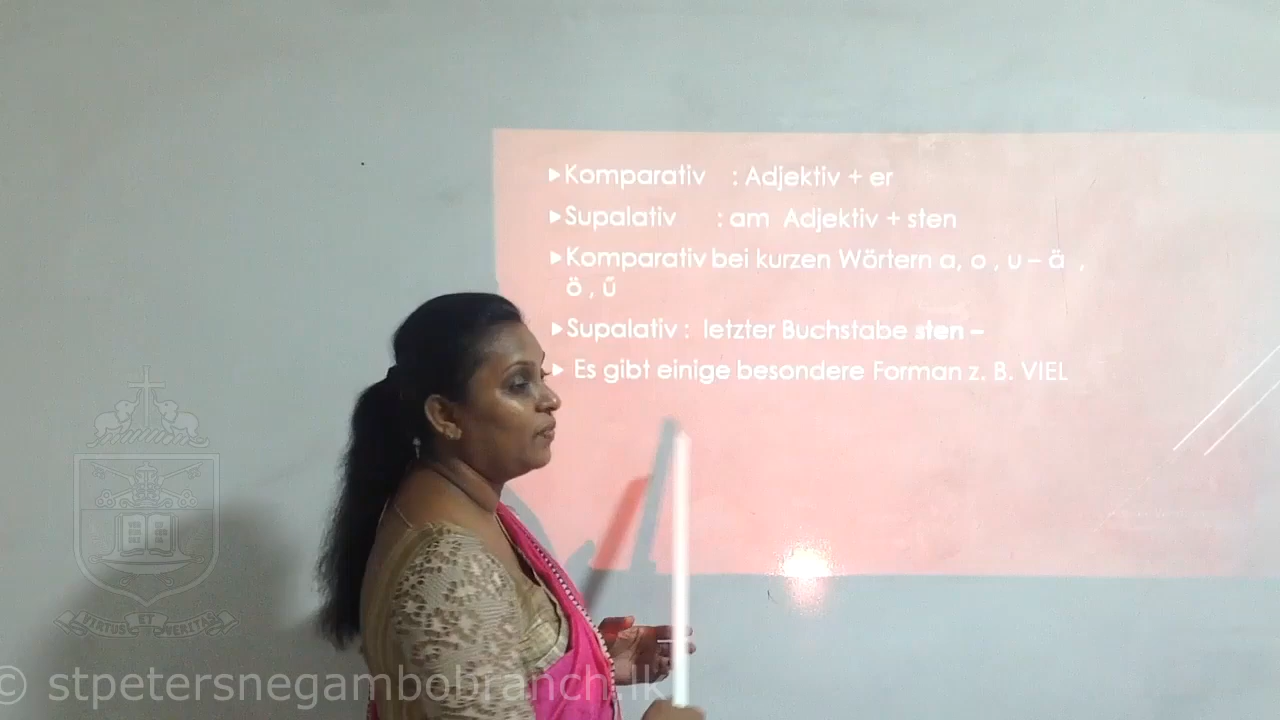 Komparativ : Adjektiv + er
Supalativ : am Adjektiv + sten
Komparativ bei kurzen Wörtern a, o , u – ä ,
ö , ű
Supalativ : letzter Buchstabe sten –
Es gibt einige besondere Forman z. B. VIEL
VIRTUS ET VERITAS
© stpetersnegambobranch.lk